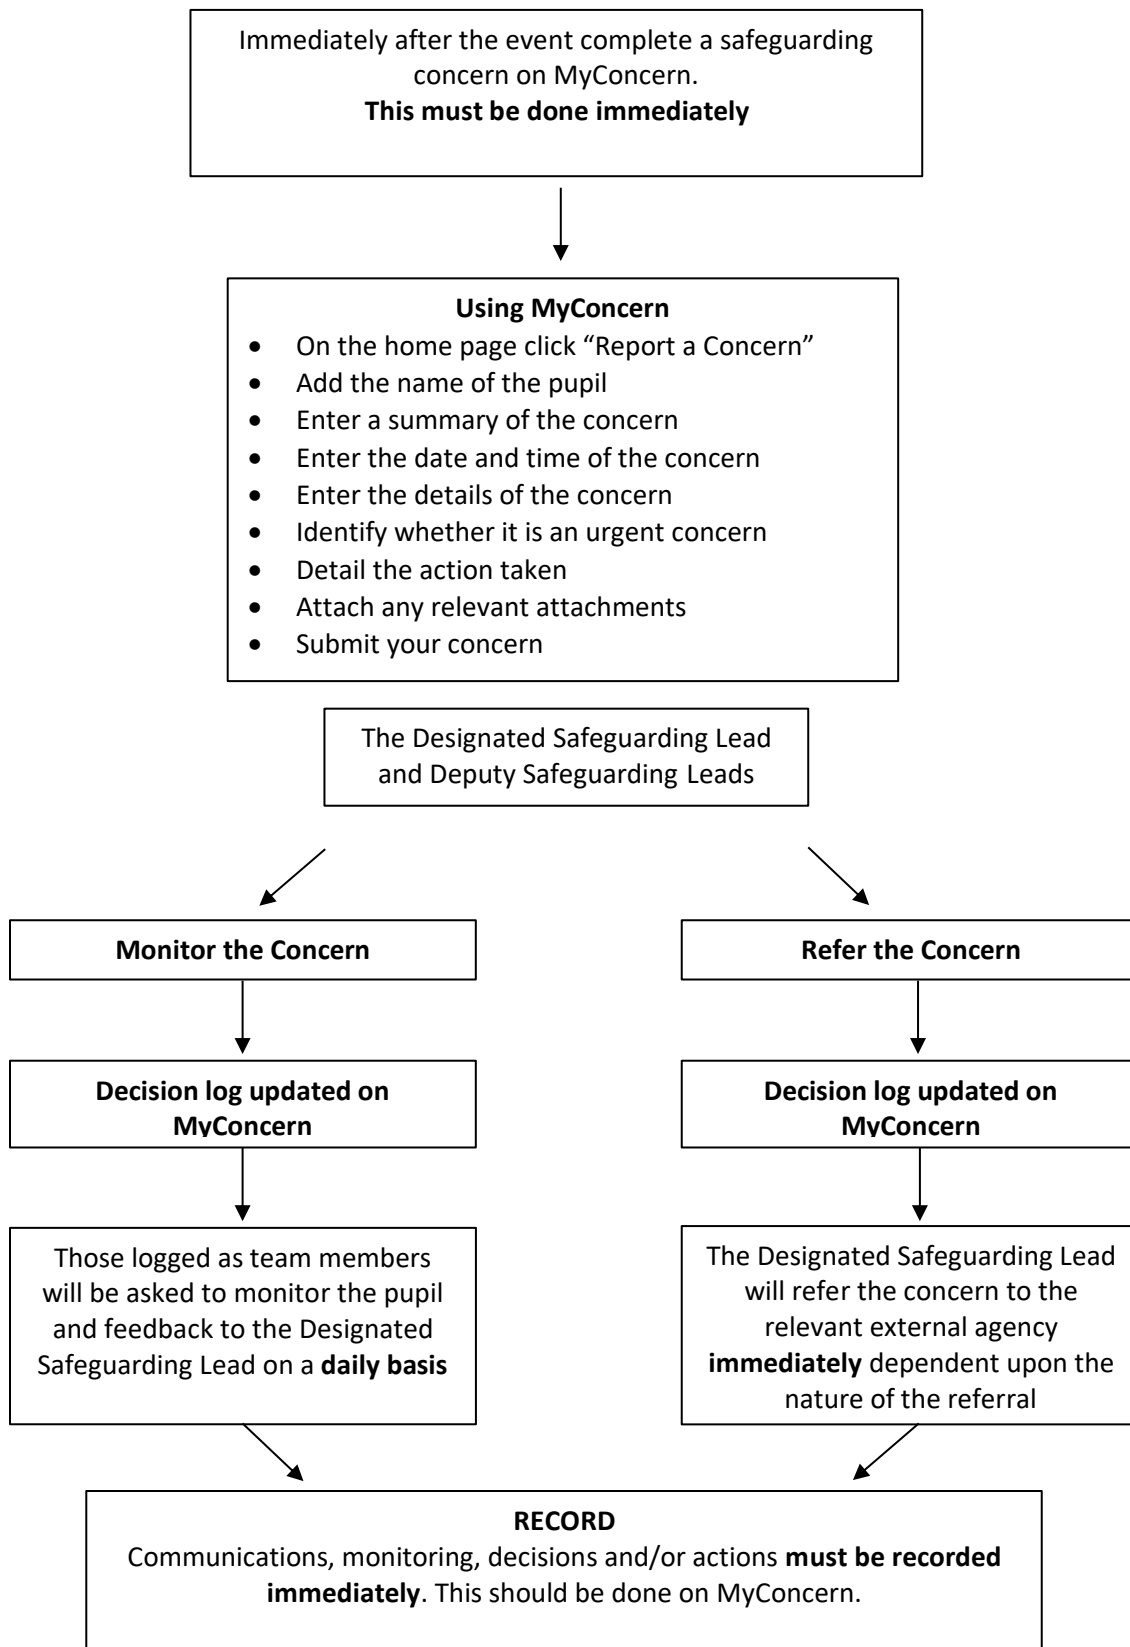 Immediately after the event complete a safeguarding
concern on MyConcern.
This must be done immediately
Using MyConcern
• On the home page click “Report a Concern”
• Add the name of the pupil
• Enter a summary of the concern
• Enter the date and time of the concern
• Enter the details of the concern
• Identify whether it is an urgent concern
• Detail the action taken
• Attach any relevant attachments
• Submit your concern
The Designated Safeguarding Lead
and Deputy Safeguarding Leads
Monitor the Concern
Decision log updated on
MyConcern
Those logged as team members
will be asked to monitor the pupil
and feedback to the Designated
Safeguarding Lead on a daily basis
Refer the Concern
Decision log updated on
MyConcern
The Designated Safeguarding Lead
will refer the concern to the
relevant external agency
immediately dependent upon the
nature of the referral
RECORD
Communications, monitoring, decisions and/or actions must be recorded
immediately. This should be done on MyConcern.